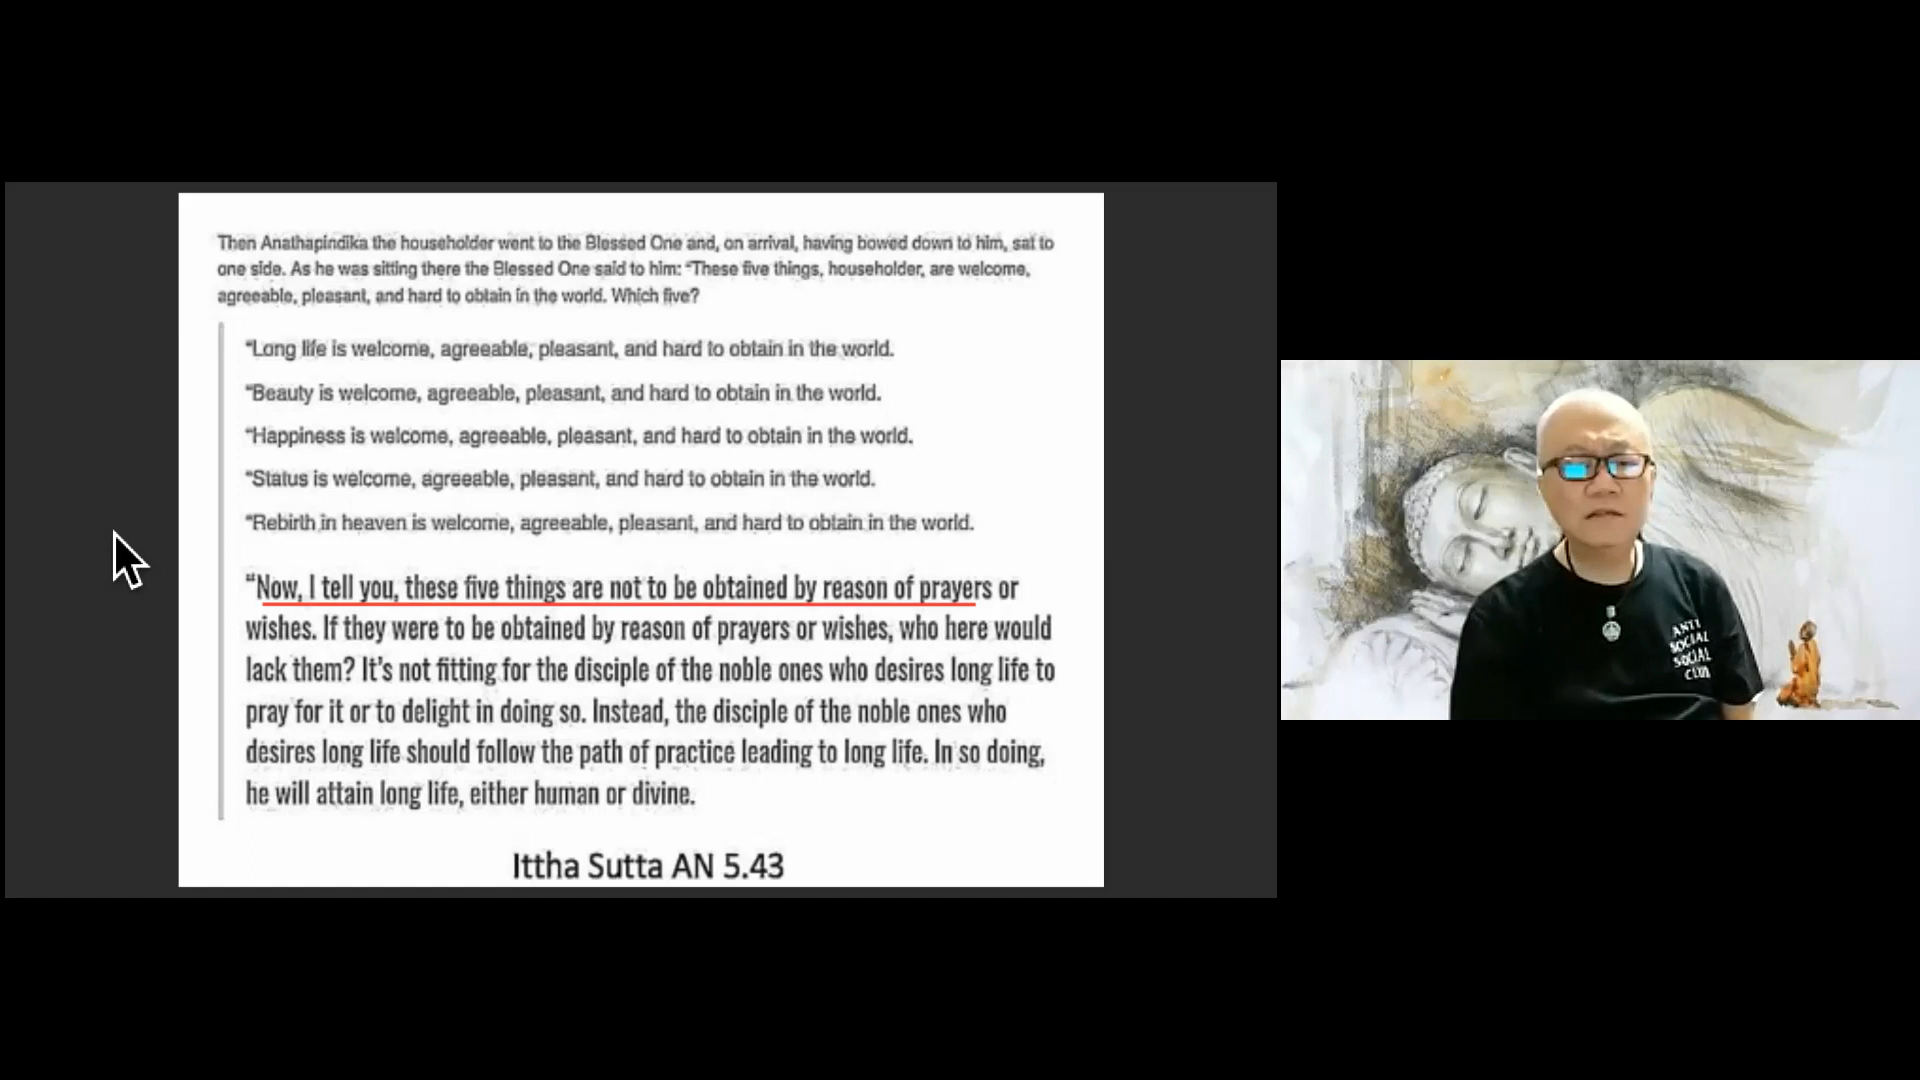 Then Anathapindika the householder went to the Blessed One and, on arrival, having bowed down to him, sat to
one side. As he was sitting there the Blessed One said to him: “These five things, householder, are welcome,
agreeable, pleasant, and hard to obtain in the world. Which five?
“Long life is welcome, agreeable, pleasant, and hard to obtain in the world.
“Beauty is welcome, agreeable, pleasant, and hard to obtain in the world.
“Happiness is welcome, agreeable, pleasant, and hard to obtain in the world.
“Status is welcome, agreeable, pleasant, and hard to obtain in the world.
“Rebirth in heaven is welcome, agreeable, pleasant, and hard to obtain in the world.
“Now, I tell you, these five things are not to be obtained by reason of prayers or
wishes. If they were to be obtained by reason of prayers or wishes, who here would
lack them? It’s not fitting for the disciple of the noble ones who desires long life to
pray for it or to delight in doing so. Instead, the disciple of the noble ones who
desires long life should follow the path of practice leading to long life. In so doing,
he will attain long life, either human or divine.
Ittha Sutta AN 5.43
ANTI
SOCIAL
SOCIAL
CLUB